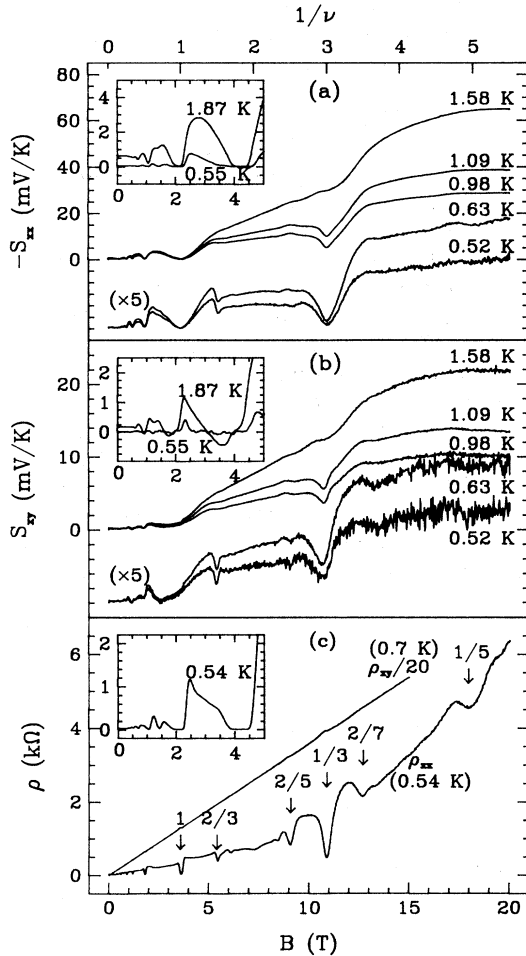 1/ν
0 1 2 3 4 5
80
60
40
20
0
−S_xx (mV/K)
(a)
1.58 K
1.09 K
0.98 K
0.63 K
0.52 K
(×5)
4
2
0
1.87 K
0.55 K
0 2 4
20
10
0
S_xy (mV/K)
(b)
1.58 K
1.09 K
0.98 K
0.63 K
0.52 K
(×5)
2
1
0
1.87 K
0.55 K
0 2 4
6
4
2
0
ρ (kΩ)
(c)
0.54 K
2
1
0
0 2 4
(0.7 K)
ρ_xy/20
1/5
2/7
1/3
2/5
ρ_xx
(0.54 K)
1
2/3
0 5 10 15 20
B (T)